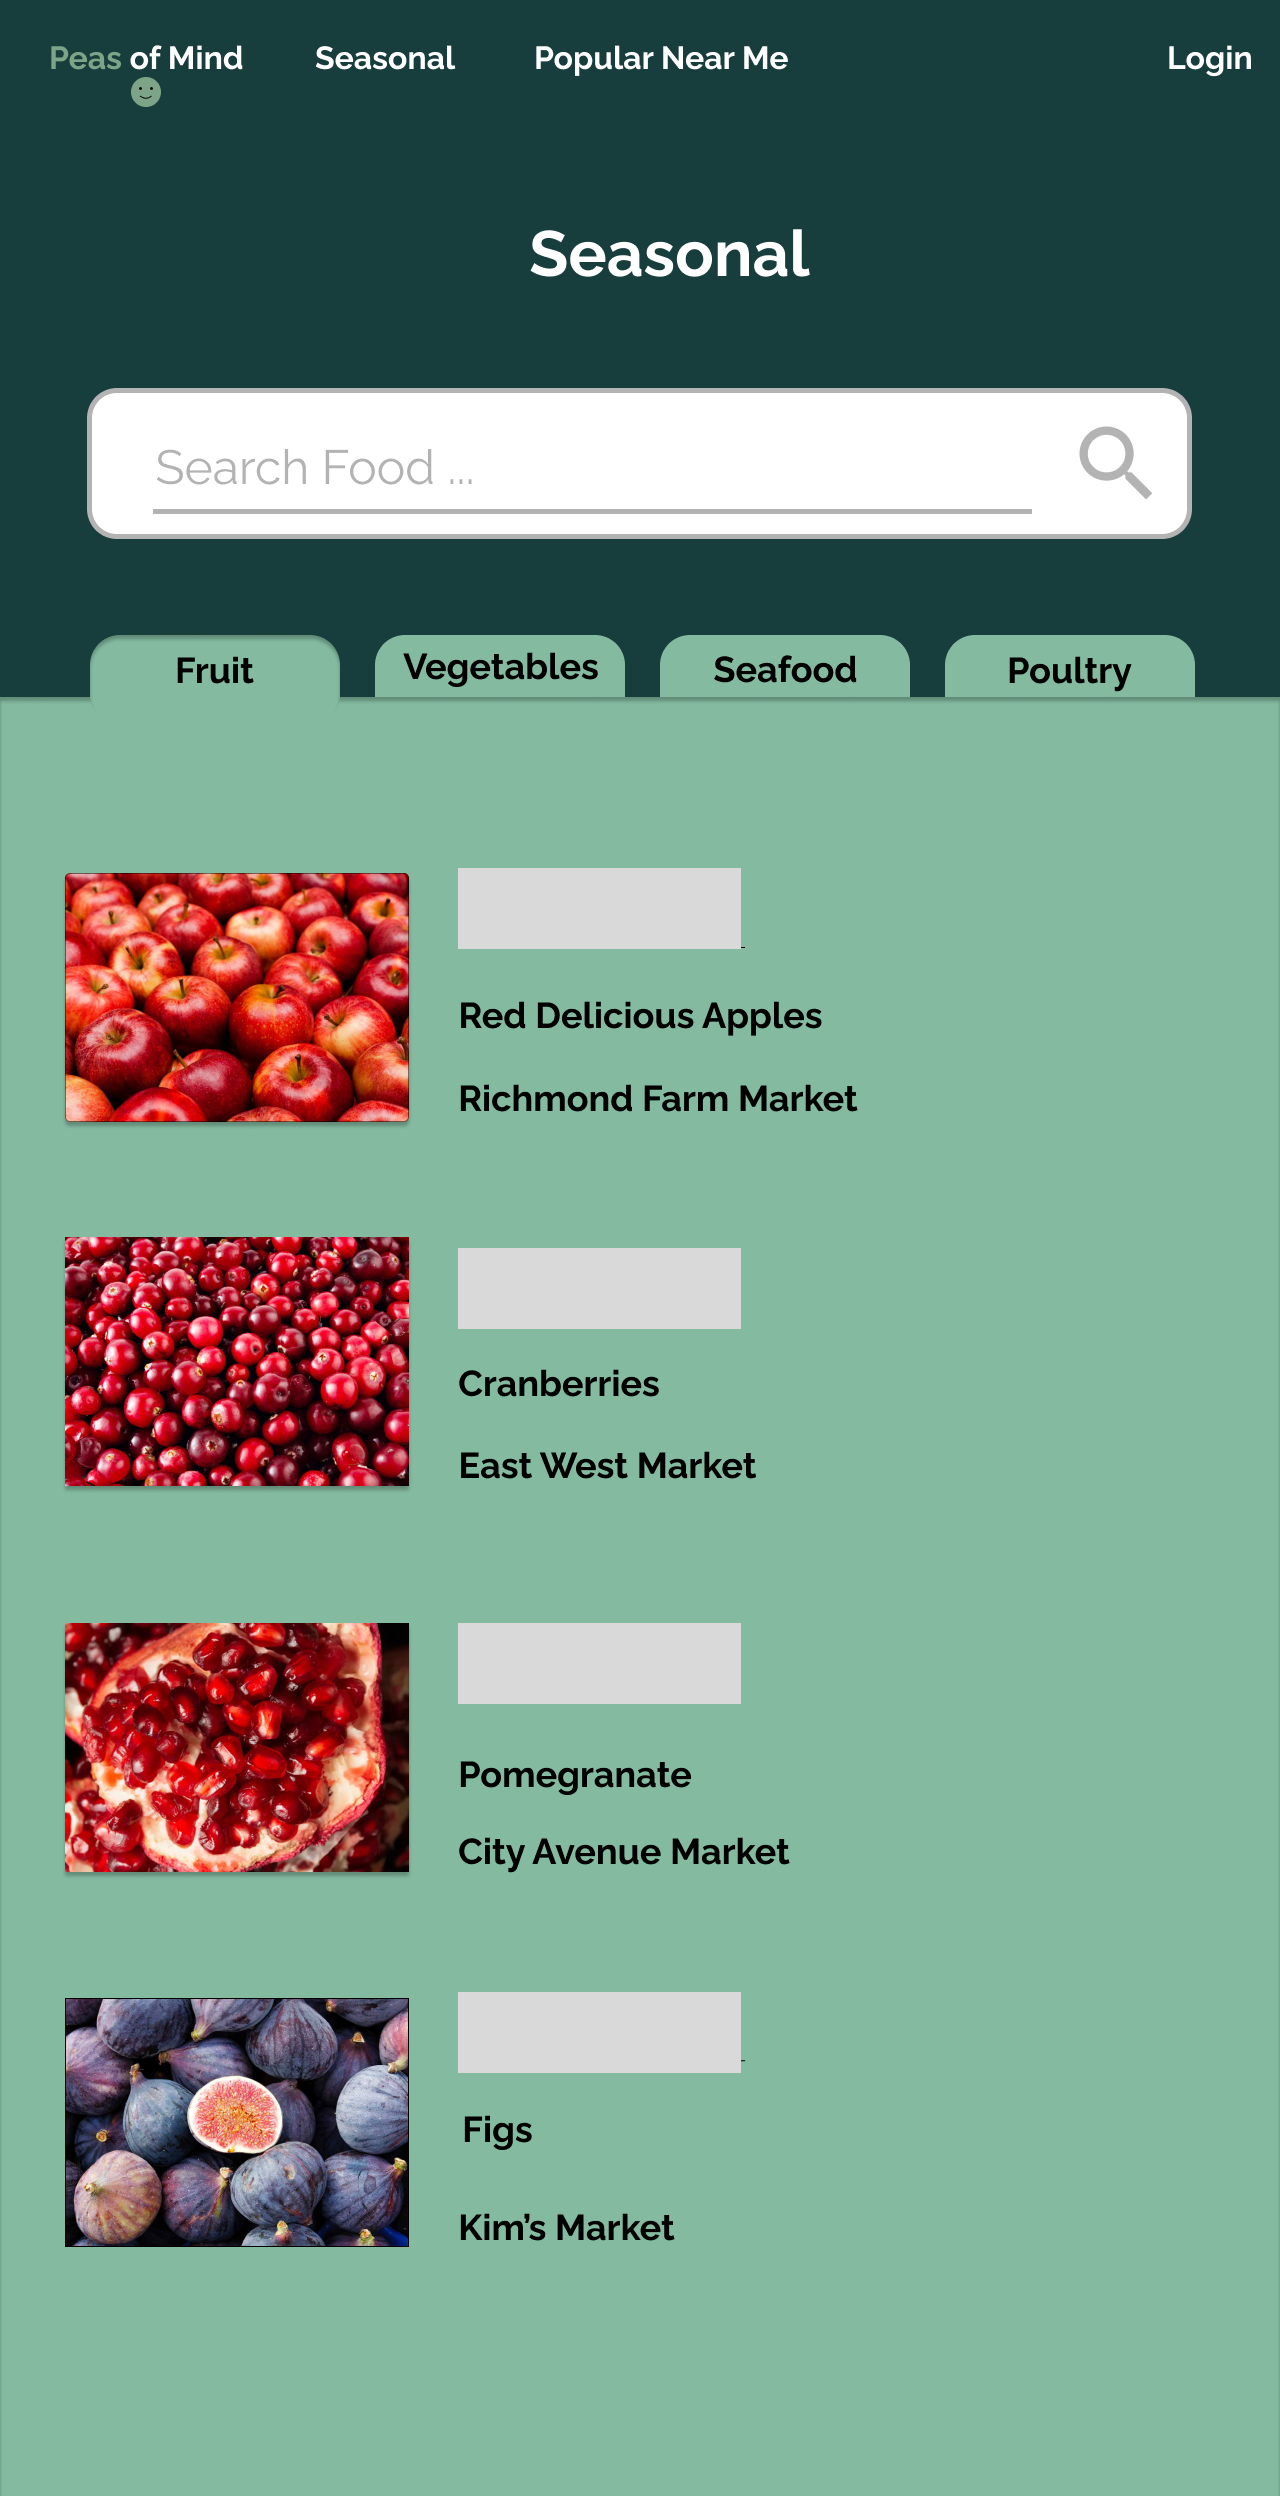 Peas of Mind
Seasonal
Popular Near Me
Login
Seasonal
Search Food ...
Fruit
Vegetables
Seafood
Poultry
Red Delicious Apples
Richmond Farm Market
Cranberries
East West Market
Pomegranate
City Avenue Market
Figs
Kim’s Market